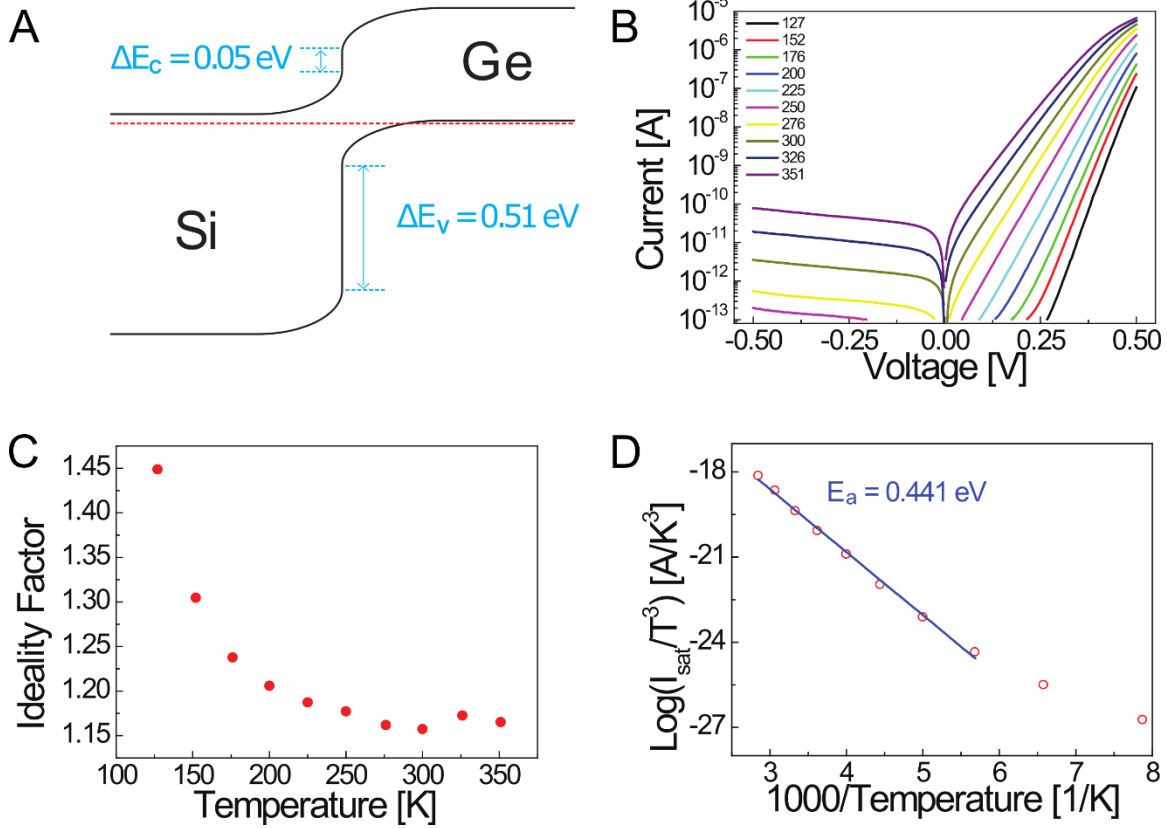 A
ΔEc = 0.05 eV
Ge
Si
ΔEv = 0.51 eV
B
127
152
176
200
225
250
276
300
326
351
10⁻⁵
10⁻⁶
10⁻⁷
10⁻⁸
10⁻⁹
10⁻¹⁰
10⁻¹¹
10⁻¹²
10⁻¹³
Current [A]
-0.50 -0.25 0.00 0.25 0.50
Voltage [V]
C
1.45
1.40
1.35
1.30
1.25
1.20
1.15
Ideality Factor
100 150 200 250 300 350
Temperature [K]
D
Eₐ = 0.441 eV
-18
-21
-24
-27
Log(Isat/T³) [A/K³]
3 4 5 6 7 8
1000/Temperature [1/K]